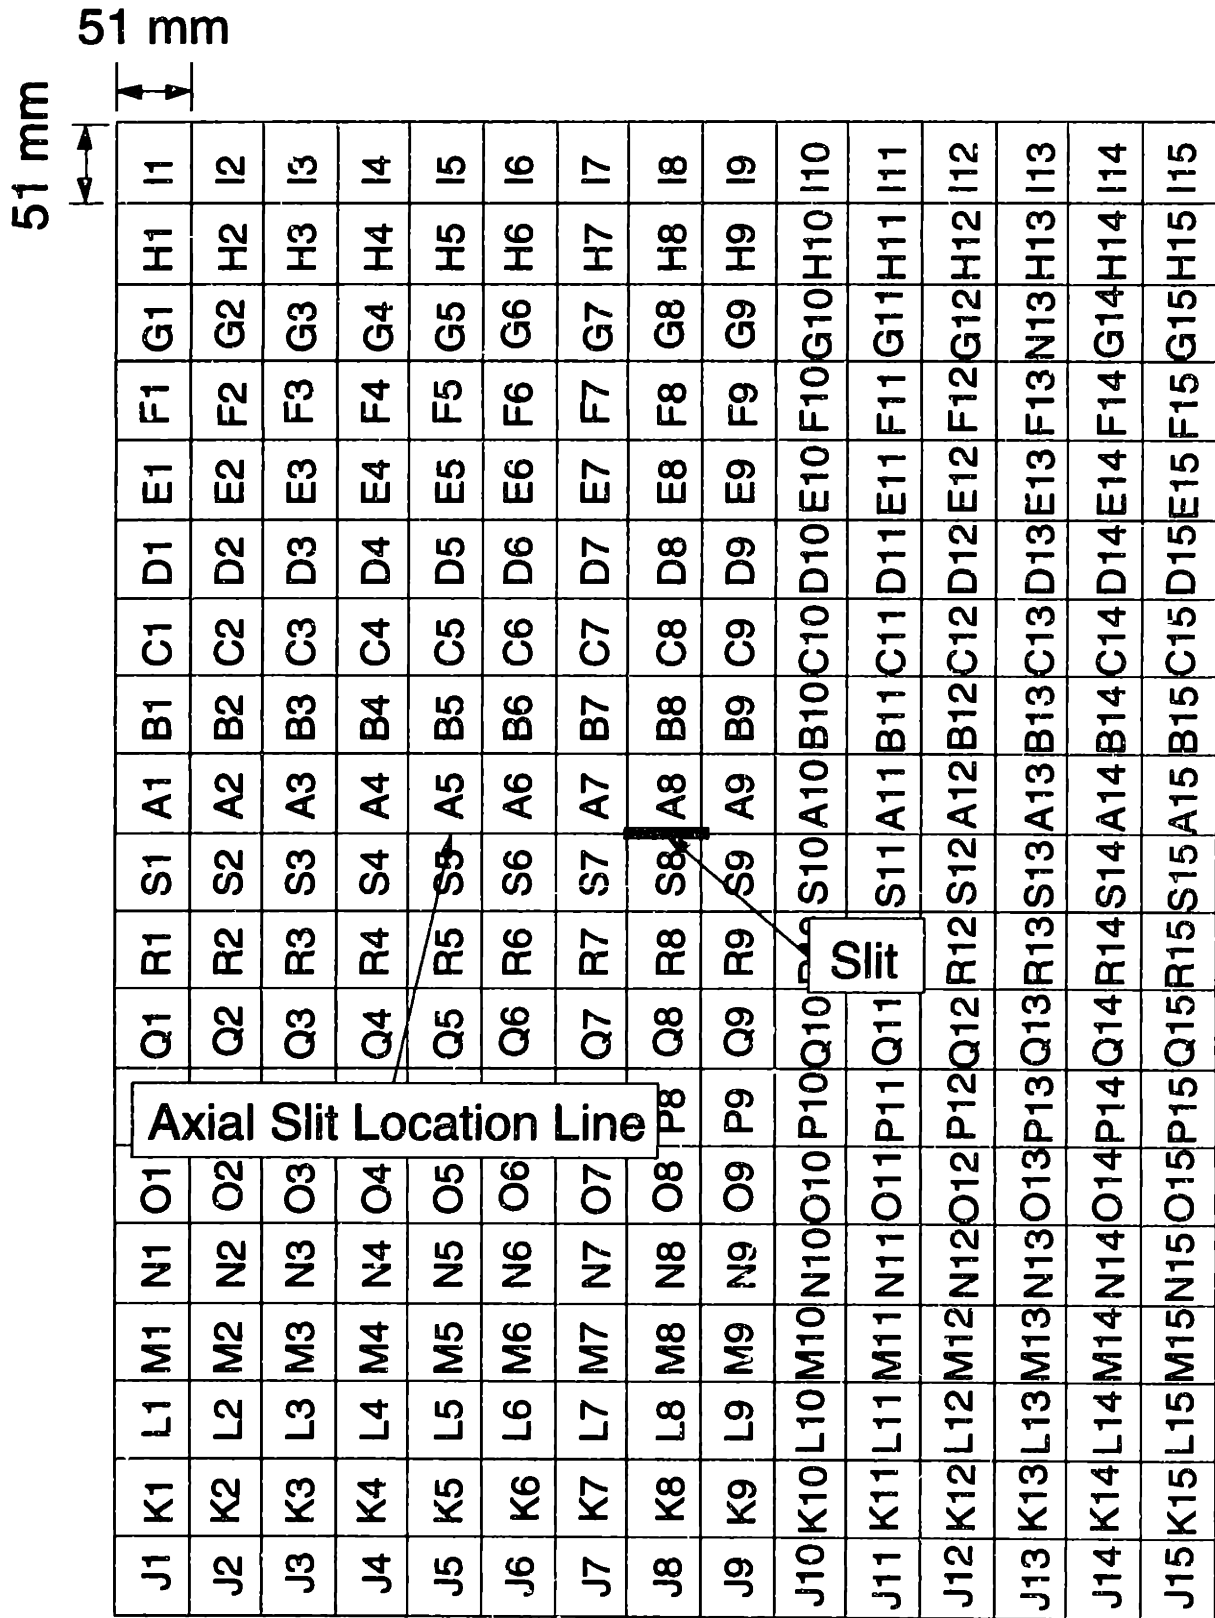 51 mm
51 mm
I1 I2 I3 I4 I5 I6 I7 I8 I9 I10 I11 I12 I13 I14 I15
H1 H2 H3 H4 H5 H6 H7 H8 H9 H10 H11 H12 H13 H14 H15
G1 G2 G3 G4 G5 G6 G7 G8 G9 G10 G11 G12 N13 G14 G15
F1 F2 F3 F4 F5 F6 F7 F8 F9 F10 F11 F12 F13 F14 F15
E1 E2 E3 E4 E5 E6 E7 E8 E9 E10 E11 E12 E13 E14 E15
D1 D2 D3 D4 D5 D6 D7 D8 D9 D10 D11 D12 D13 D14 D15
C1 C2 C3 C4 C5 C6 C7 C8 C9 C10 C11 C12 C13 C14 C15
B1 B2 B3 B4 B5 B6 B7 B8 B9 B10 B11 B12 B13 B14 B15
A1 A2 A3 A4 A5 A6 A7 A8 A9 A10 A11 A12 A13 A14 A15
S1 S2 S3 S4 S5 S6 S7 S8 S9 S10 S11 S12 S13 S14 S15
R1 R2 R3 R4 R5 R6 R7 R8 R9 R12 R13 R14 R15
Slit
Q1 Q2 Q3 Q4 Q5 Q6 Q7 Q8 Q9 Q10 Q11 Q12 Q13 Q14 Q15
Axial Slit Location Line
P8 P9 P10 P11 P12 P13 P14 P15
O1 O2 O3 O4 O5 O6 O7 O8 O9 O10 O11 O12 O13 O14 O15
N1 N2 N3 N4 N5 N6 N7 N8 N9 N10 N11 N12 N13 N14 N15
M1 M2 M3 M4 M5 M6 M7 M8 M9 M10 M11 M12 M13 M14 M15
L1 L2 L3 L4 L5 L6 L7 L8 L9 L10 L11 L12 L13 L14 L15
K1 K2 K3 K4 K5 K6 K7 K8 K9 K10 K11 K12 K13 K14 K15
J1 J2 J3 J4 J5 J6 J7 J8 J9 J10 J11 J12 J13 J14 J15